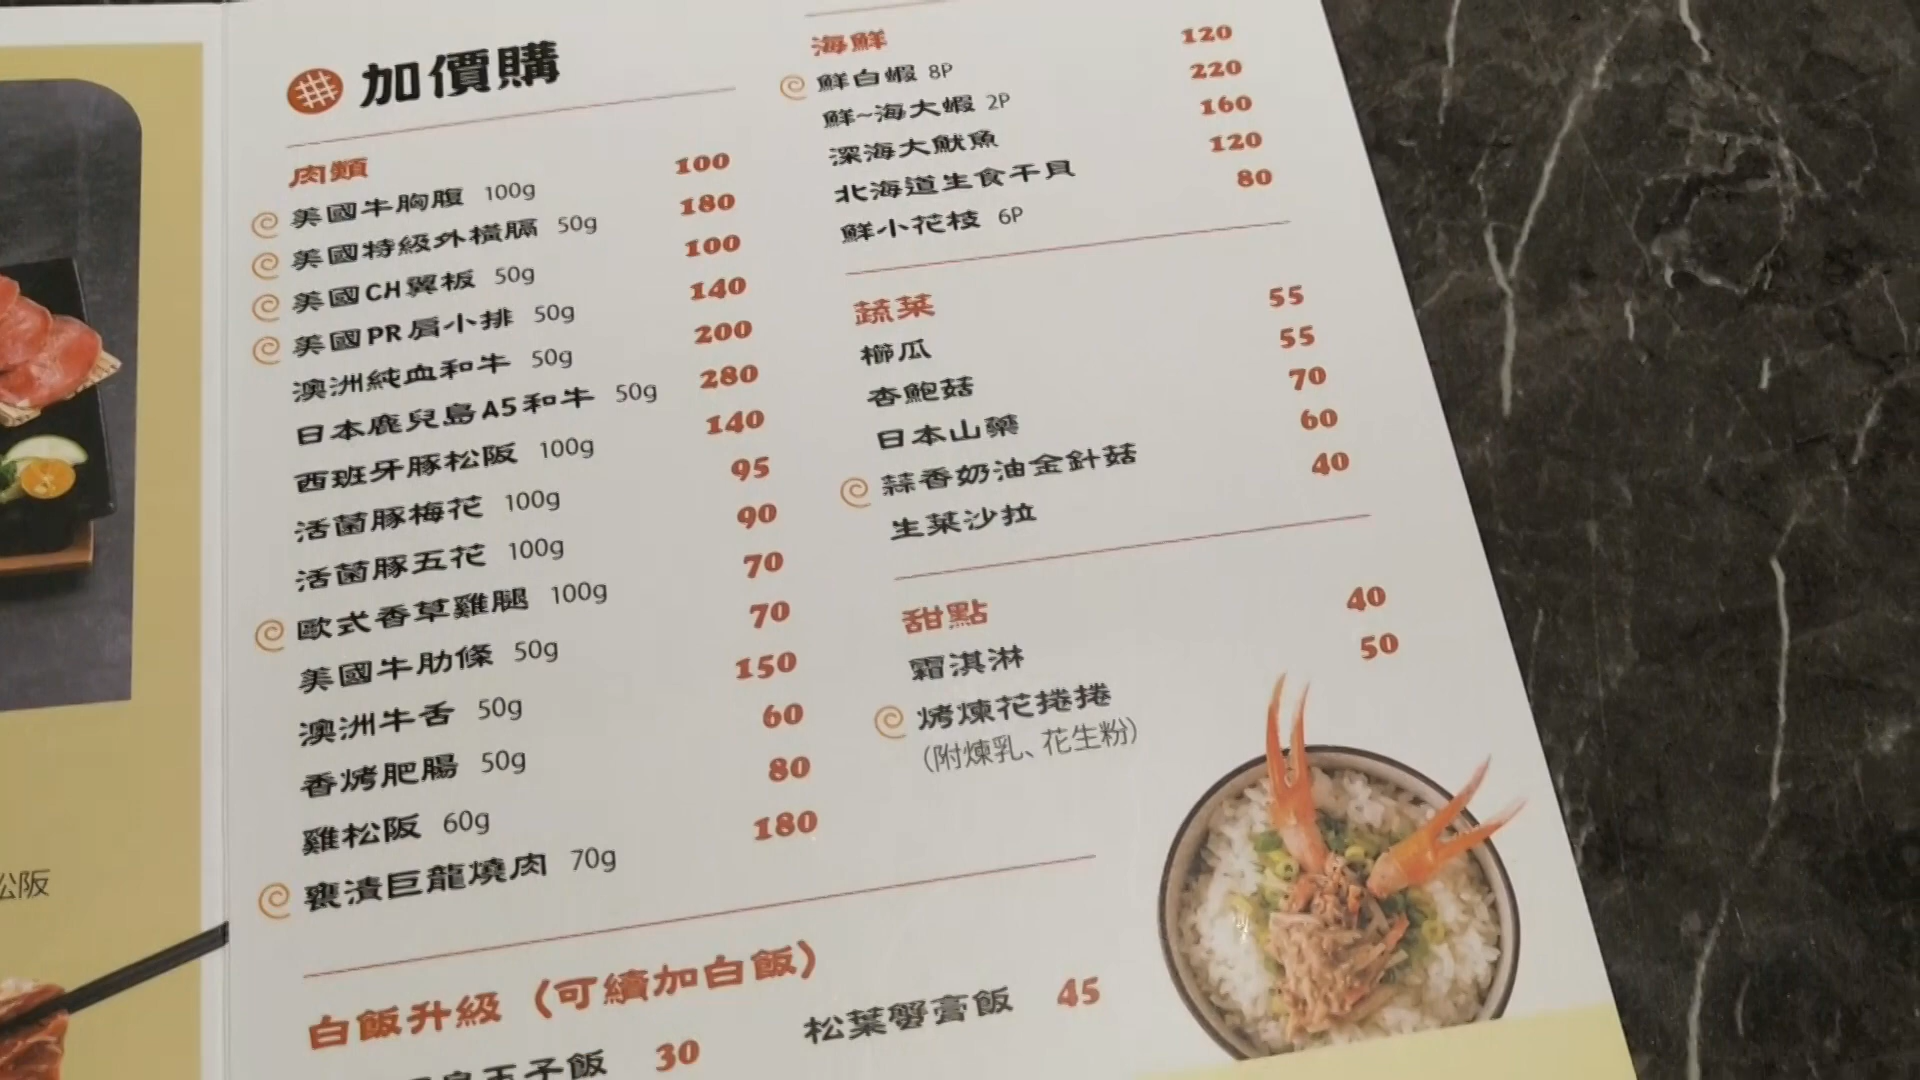 加價購
肉類
美國牛胸腹 100g 100
美國特級外橫膈 50g 180
美國CH翼板 50g 100
美國PR肩小排 50g 140
澳洲純血和牛 50g 200
日本鹿兒島A5和牛 50g 280
西班牙豚松阪 100g 140
活菌豚梅花 100g 95
活菌豚五花 100g 90
歐式香草雞腿 100g 70
美國牛肋條 50g 70
澳洲牛舌 50g 150
香烤肥腸 50g 60
雞松阪 60g 80
甕漬巨龍燒肉 70g 180
海鮮
鮮白蝦 8P 120
鮮~海大蝦 2P 220
深海大魷魚 160
北海道生食干貝 120
鮮小花枝 6P 80
蔬菜
櫛瓜 55
杏鮑菇 55
日本山藥 70
蒜香奶油金針菇 60
生菜沙拉 40
甜點
霜淇淋 40
烤煉花捲捲 50
(附煉乳、花生粉)
白飯升級 (可續加白飯)
玉子飯 30
松葉蟹膏飯 45
松阪